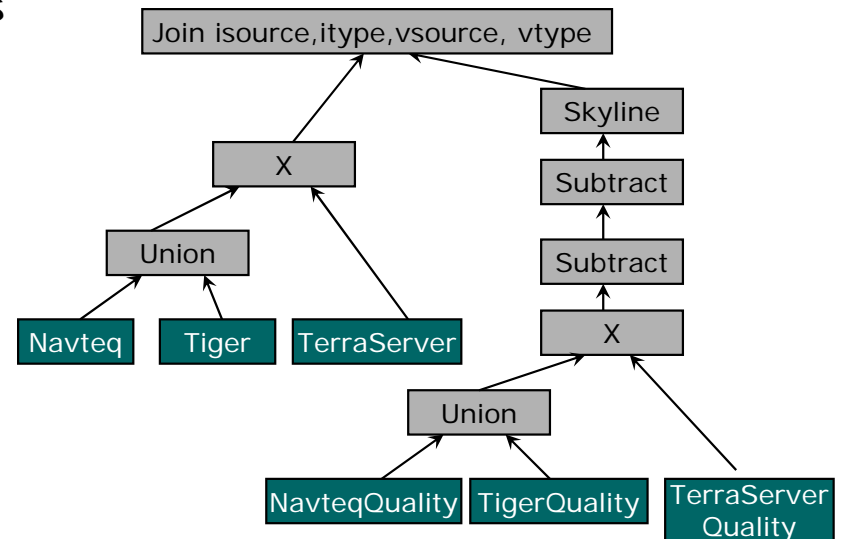 s
Join isource,itype,vsource, vtype
Skyline
X
Subtract
Union
Subtract
Navteq
Tiger
TerraServer
X
Union
NavteqQuality
TigerQuality
TerraServer
Quality